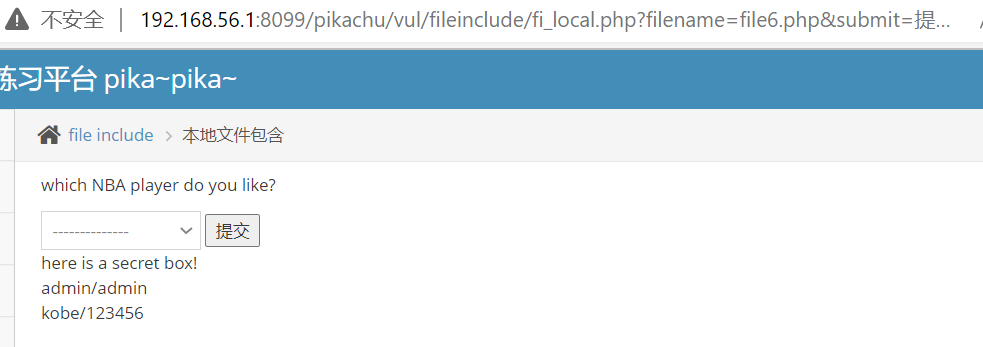 不安全 | 192.168.56.1:8099/pikachu/vul/fileinclude/fi_local.php?filename=file6.php&submit=提...
练习平台 pika~pika~
file include > 本地文件包含
which NBA player do you like?
-------------- 提交
here is a secret box!
admin/admin
kobe/123456